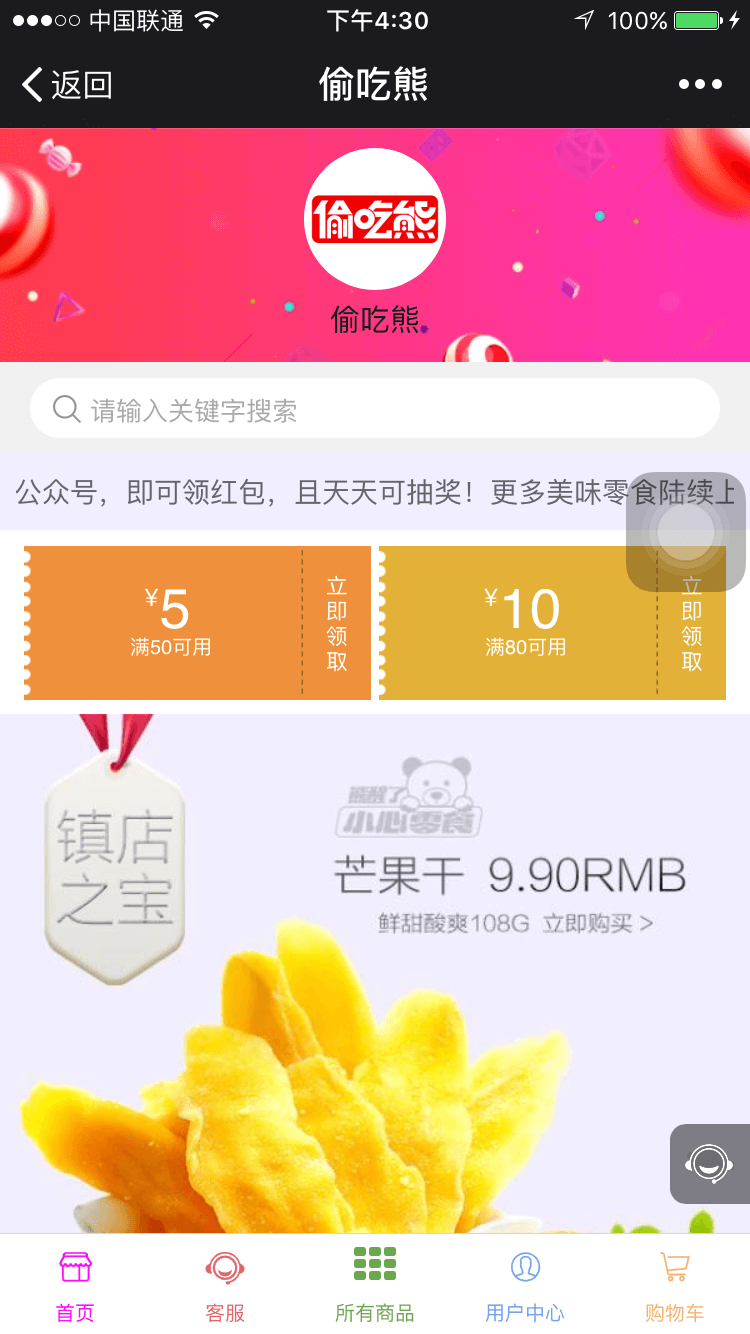 中国联通
下午4:30
100%
返回
偷吃熊
偷吃熊
偷吃熊
请输入关键字搜索
公众号，即可领红包，且天天可抽奖！更多美味零食陆续上
¥5
满50可用
立即领取
¥10
满80可用
立即领取
镇店之宝
熊醒了
小心零食
芒果干 9.90RMB
鲜甜酸爽108G 立即购买 >
首页
客服
所有商品
用户中心
购物车